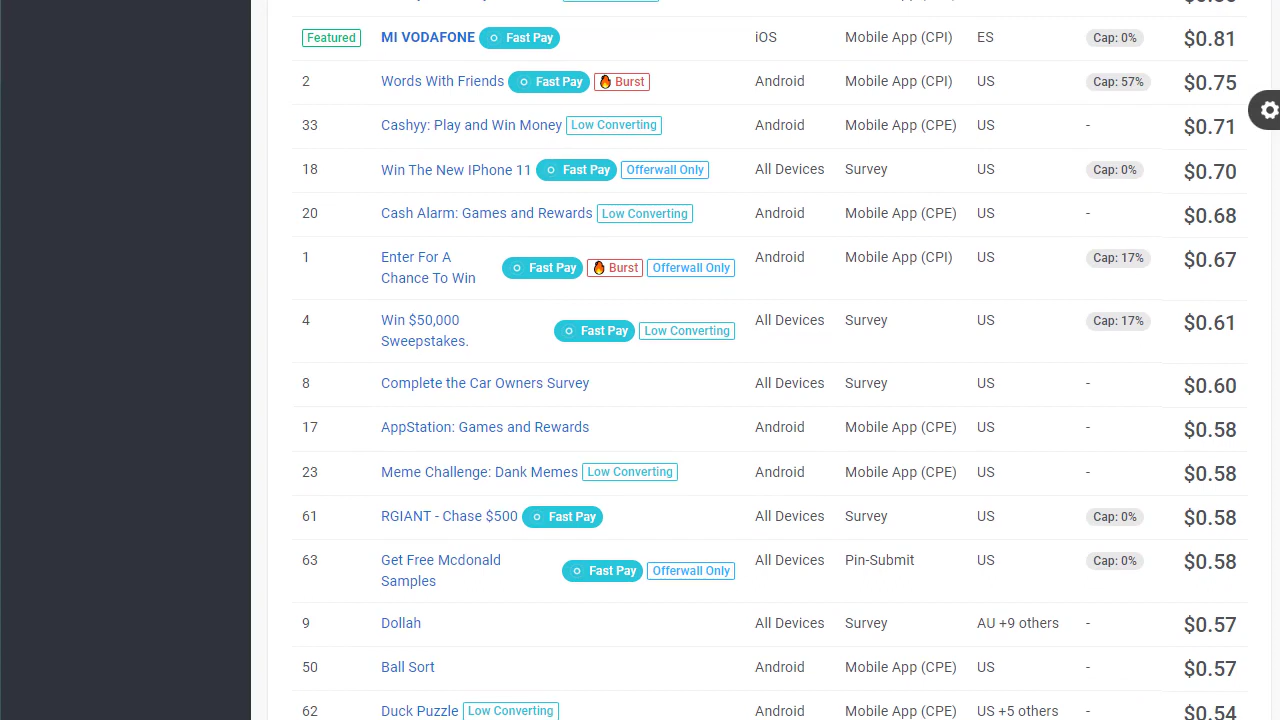 Featured MI VODAFONE Fast Pay iOS Mobile App (CPI) ES Cap: 0% $0.81
2 Words With Friends Fast Pay Burst Android Mobile App (CPI) US Cap: 57% $0.75
33 Cashyy: Play and Win Money Low Converting Android Mobile App (CPE) US - $0.71
18 Win The New IPhone 11 Fast Pay Offerwall Only All Devices Survey US Cap: 0% $0.70
20 Cash Alarm: Games and Rewards Low Converting Android Mobile App (CPE) US - $0.68
1 Enter For A Chance To Win Fast Pay Burst Offerwall Only Android Mobile App (CPI) US Cap: 17% $0.67
4 Win $50,000 Sweepstakes. Fast Pay Low Converting All Devices Survey US Cap: 17% $0.61
8 Complete the Car Owners Survey All Devices Survey US - $0.60
17 AppStation: Games and Rewards Android Mobile App (CPE) US - $0.58
23 Meme Challenge: Dank Memes Low Converting Android Mobile App (CPE) US - $0.58
61 RGIANT - Chase $500 Fast Pay All Devices Survey US Cap: 0% $0.58
63 Get Free Mcdonald Samples Fast Pay Offerwall Only All Devices Pin-Submit US Cap: 0% $0.58
9 Dollah All Devices Survey AU +9 others - $0.57
50 Ball Sort Android Mobile App (CPE) US - $0.57
62 Duck Puzzle Low Converting Android Mobile App (CPE) US +5 others - $0.54